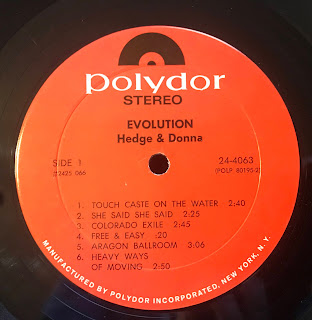 polydor
STEREO
EVOLUTION
Hedge & Donna
SIDE 1 24-4063
(2425 066 (POLP 80195-2)
1. TOUCH CASTE ON THE WATER 2:40
2. SHE SAID SHE SAID 2:25
3. COLORADO EXILE 2:45
4. FREE & EASY :20
5. ARAGON BALLROOM 3:06
6. HEAVY WAYS
OF MOVING 2:50
MANUFACTURED BY POLYDOR INCORPORATED, NEW YORK, N.Y.